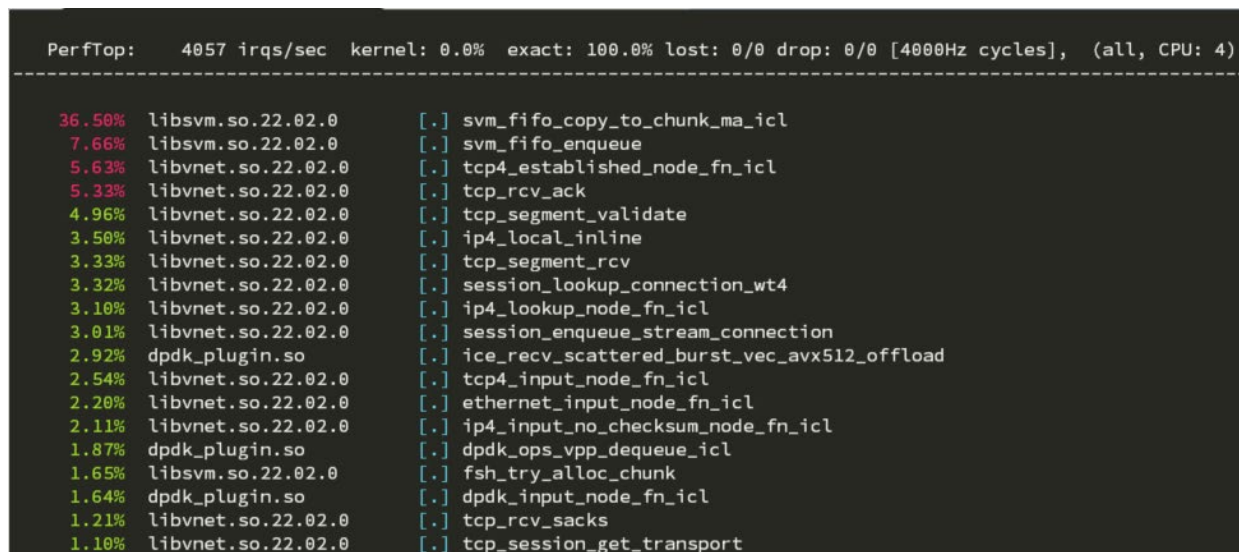 PerfTop: 4057 irqs/sec kernel: 0.0% exact: 100.0% lost: 0/0 drop: 0/0 [4000Hz cycles], (all, CPU: 4)
--------------------------------------------------------------------------------
36.50% libsvm.so.22.02.0 [.] svm_fifo_copy_to_chunk_ma_icl
7.66% libsvm.so.22.02.0 [.] svm_fifo_enqueue
5.63% libvnet.so.22.02.0 [.] tcp4_established_node_fn_icl
5.33% libvnet.so.22.02.0 [.] tcp_rcv_ack
4.96% libvnet.so.22.02.0 [.] tcp_segment_validate
3.50% libvnet.so.22.02.0 [.] ip4_local_inline
3.33% libvnet.so.22.02.0 [.] tcp_segment_rcv
3.32% libvnet.so.22.02.0 [.] session_lookup_connection_wt4
3.10% libvnet.so.22.02.0 [.] ip4_lookup_node_fn_icl
3.01% libvnet.so.22.02.0 [.] session_enqueue_stream_connection
2.92% dpdk_plugin.so [.] ice_recv_scattered_burst_vec_avx512_offload
2.54% libvnet.so.22.02.0 [.] tcp4_input_node_fn_icl
2.20% libvnet.so.22.02.0 [.] ethernet_input_node_fn_icl
2.11% libvnet.so.22.02.0 [.] ip4_input_no_checksum_node_fn_icl
1.87% dpdk_plugin.so [.] dpdk_ops_vpp_dequeue_icl
1.65% libsvm.so.22.02.0 [.] fsh_try_alloc_chunk
1.64% dpdk_plugin.so [.] dpdk_input_node_fn_icl
1.21% libvnet.so.22.02.0 [.] tcp_rcv_sacks
1.10% libvnet.so.22.02.0 [.] tcp_session_get_transport